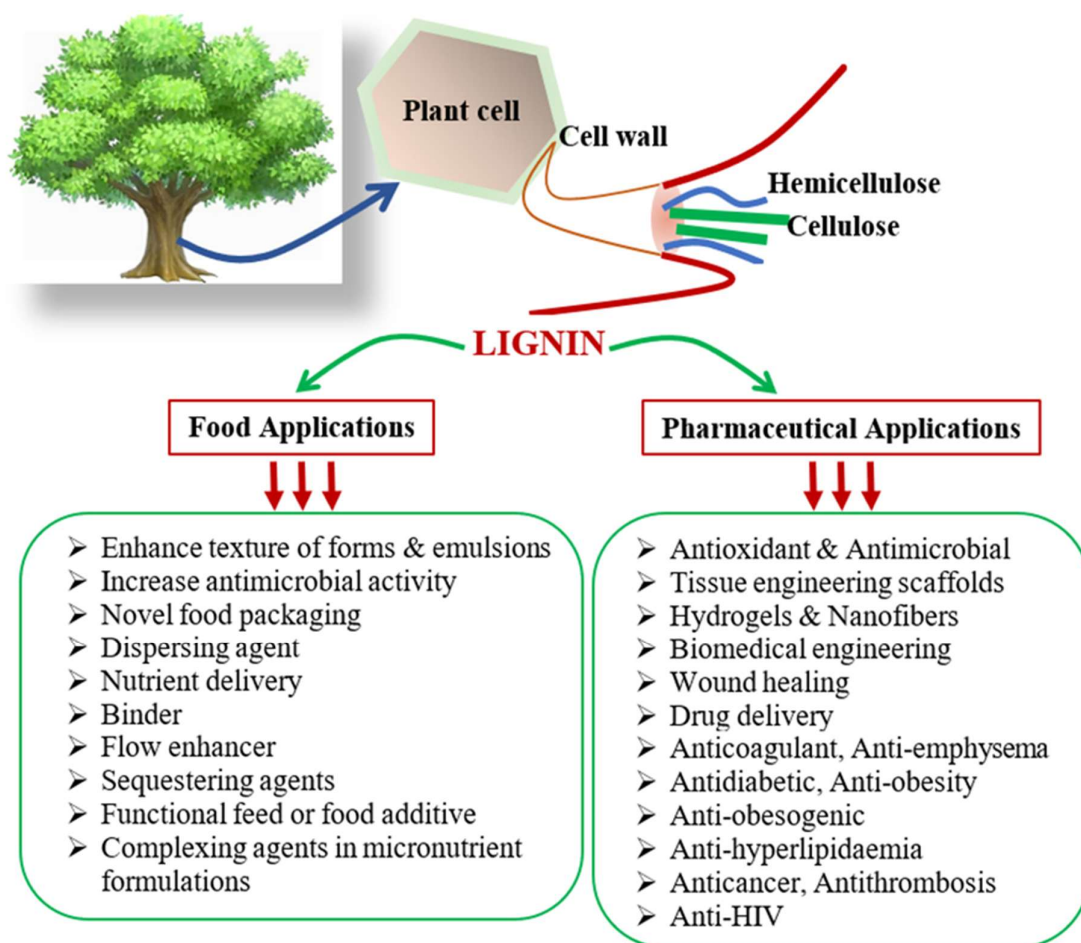 Plant cell
Cell wall
Hemicellulose
Cellulose
LIGNIN
Food Applications
Enhance texture of forms & emulsions
Increase antimicrobial activity
Novel food packaging
Dispersing agent
Nutrient delivery
Binder
Flow enhancer
Sequestering agents
Functional feed or food additive
Complexing agents in micronutrient
formulations
Pharmaceutical Applications
Antioxidant & Antimicrobial
Tissue engineering scaffolds
Hydrogels & Nanofibers
Biomedical engineering
Wound healing
Drug delivery
Anticoagulant, Anti-emphysema
Antidiabetic, Anti-obesity
Anti-obesogenic
Anti-hyperlipidaemia
Anticancer, Antithrombosis
Anti-HIV